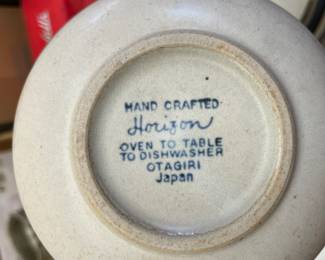 HAND CRAFTED
Horizon
OVEN TO TABLE
TO DISHWASHER
OTAGIRI
Japan